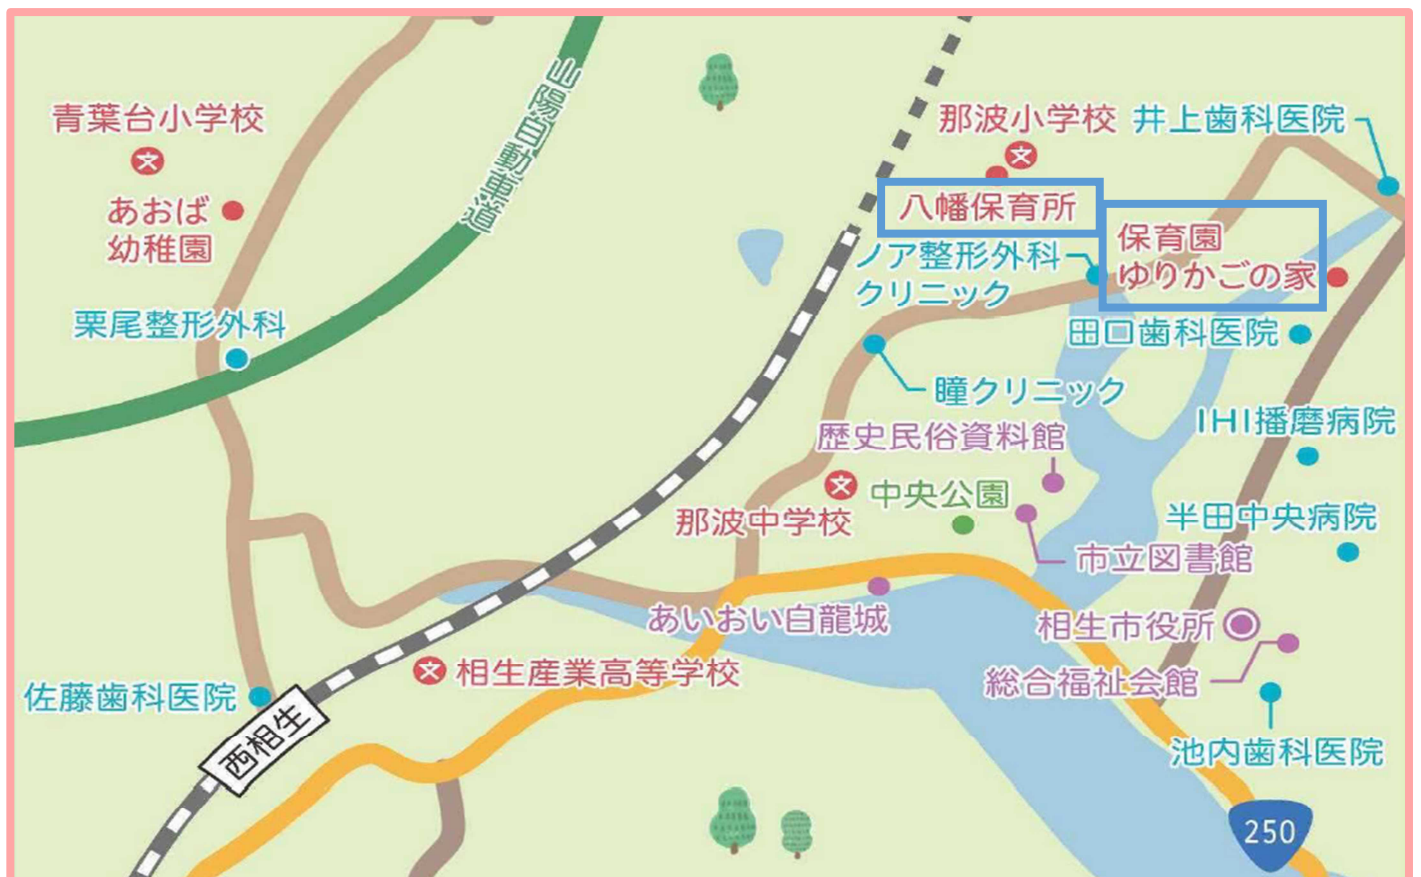 山陽自動車道
青葉台小学校
文
あおば
幼稚園
栗尾整形外科
那波小学校
文
井上歯科医院
八幡保育所
保育園
ゆりかごの家
ノア整形外科
クリニック
田口歯科医院
瞳クリニック
IHI播磨病院
歴史民俗資料館
文
中央公園
那波中学校
半田中央病院
市立図書館
あいおい白龍城
相生市役所
文
相生産業高等学校
総合福祉会館
佐藤歯科医院
西相生
池内歯科医院
250